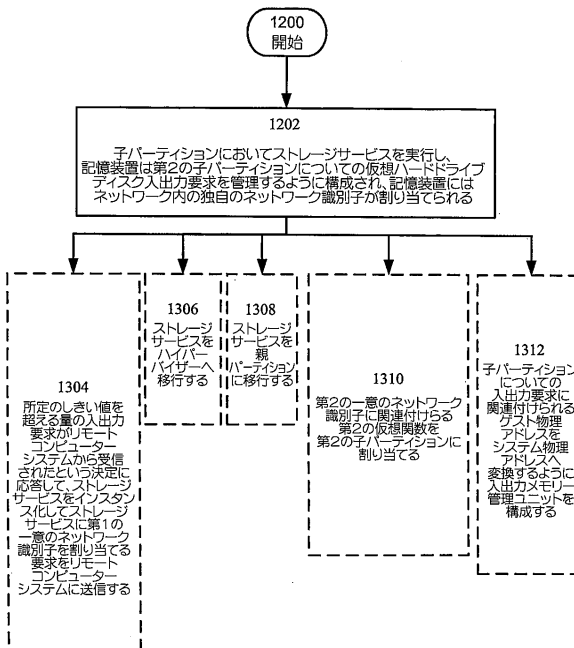 1200
開始
1202
子パーティションにおいてストレージサービスを実行し、
記憶装置は第2の子パーティションについての仮想ハードドライブ
ディスク入出力要求を管理するように構成され、記憶装置には
ネットワーク内の独自のネットワーク識別子が割り当てられる
1304
所定のしきい値を
超える量の入出力
要求がリモート
コンピューター
システムから受信
されたという決定に
応答して、ストレージ
サービスをインスタン
ス化してストレージ
サービスに第1の
一意のネットワーク
識別子を割り当てる
要求をリモート
コンピューター
システムに送信する
1306
ストレージ
サービスを
ハイパー
バイザーへ
移行する
1308
ストレージ
サービスを
親
パーティション
に移行する
1310
第2の一意のネットワーク
識別子に関連付けらる
第2の仮想関数を
第2の子パーティションに
割り当てる
1312
子パーティション
についての
入出力要求に
関連付けられる
ゲスト物理
アドレスを
システム物理
アドレスへ
変換するように
入出力メモリー
管理ユニットを
構成する